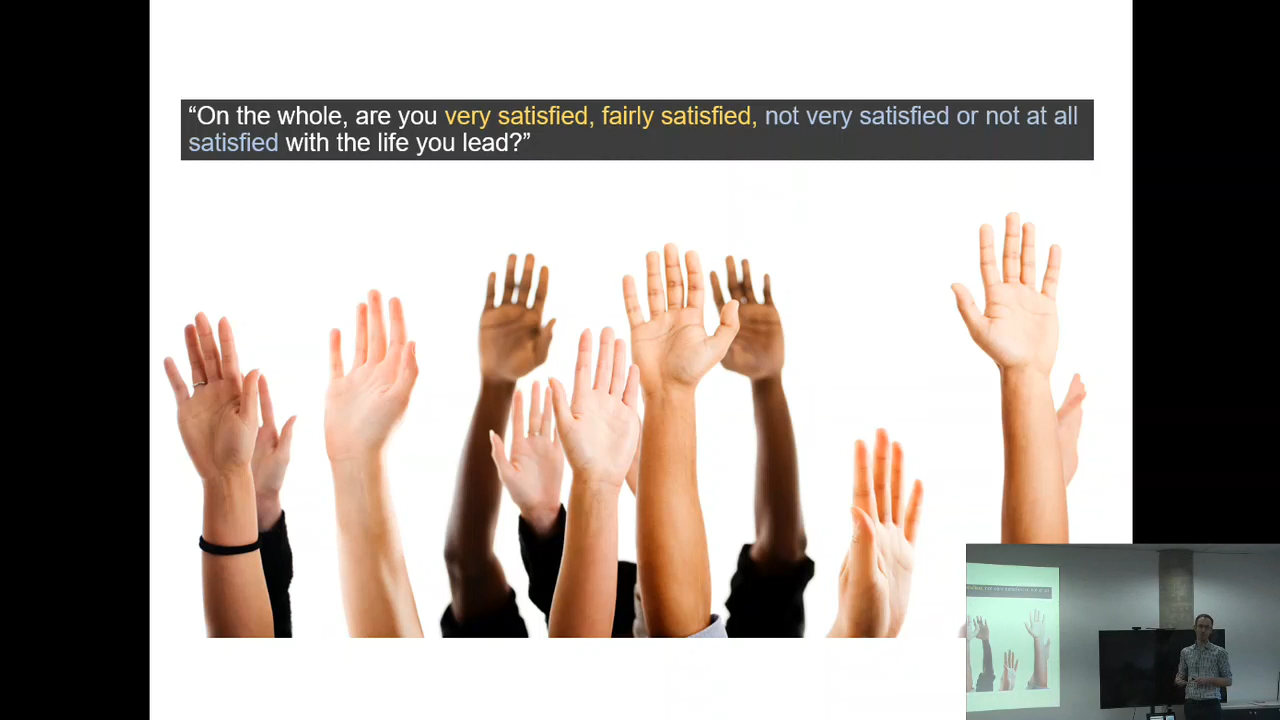 “On the whole, are you very satisfied, fairly satisfied, not very satisfied or not at all
satisfied with the life you lead?”